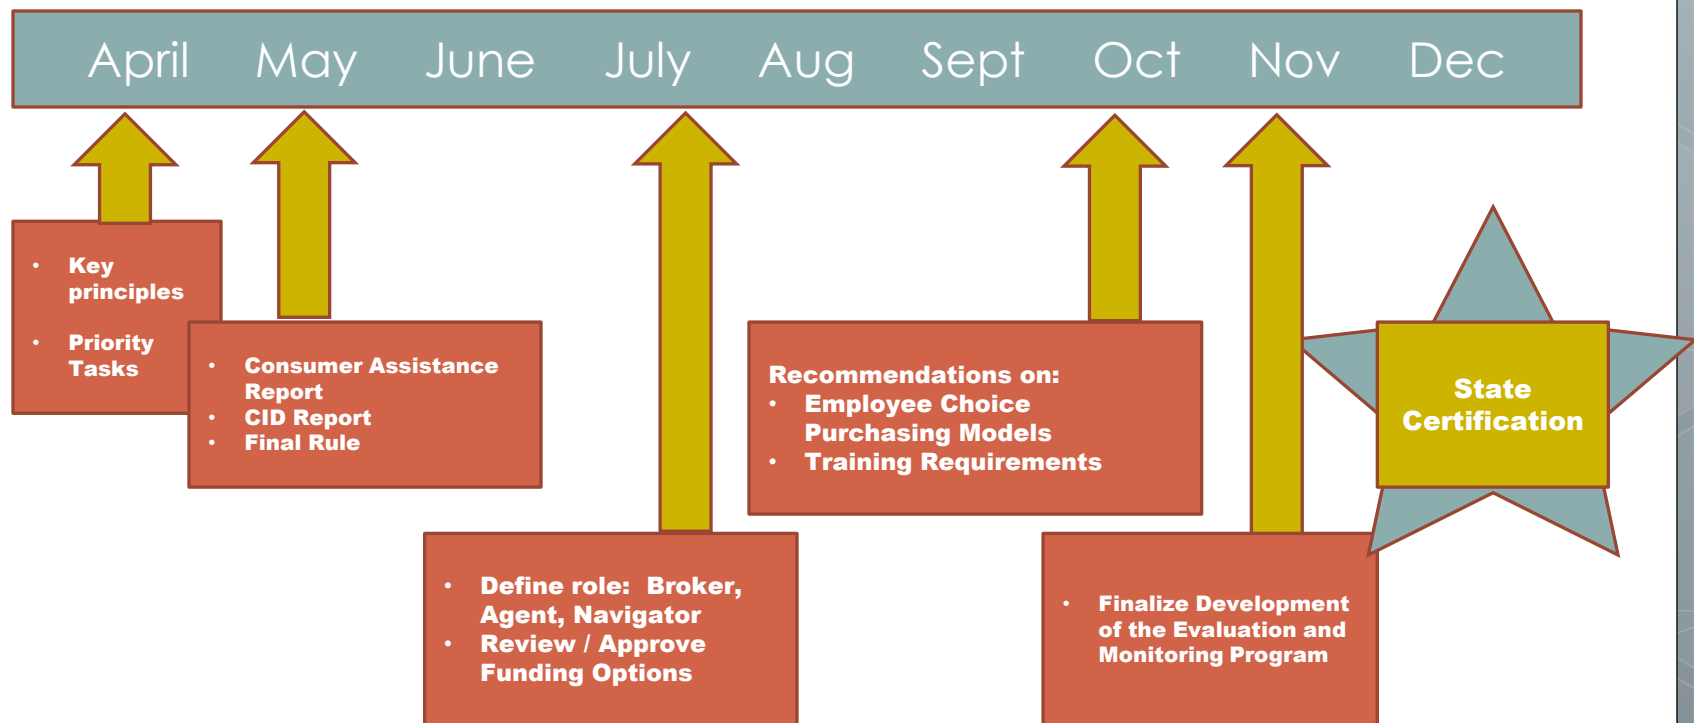 April May June July Aug Sept Oct Nov Dec
• Key
principles
• Priority
Tasks
• Consumer Assistance
Report
• CID Report
• Final Rule
• Define role:  Broker,
Agent, Navigator
• Review / Approve
Funding Options
Recommendations on:
• Employee Choice
Purchasing Models
• Training Requirements
• Finalize Development
of the Evaluation and
Monitoring Program
State
Certification